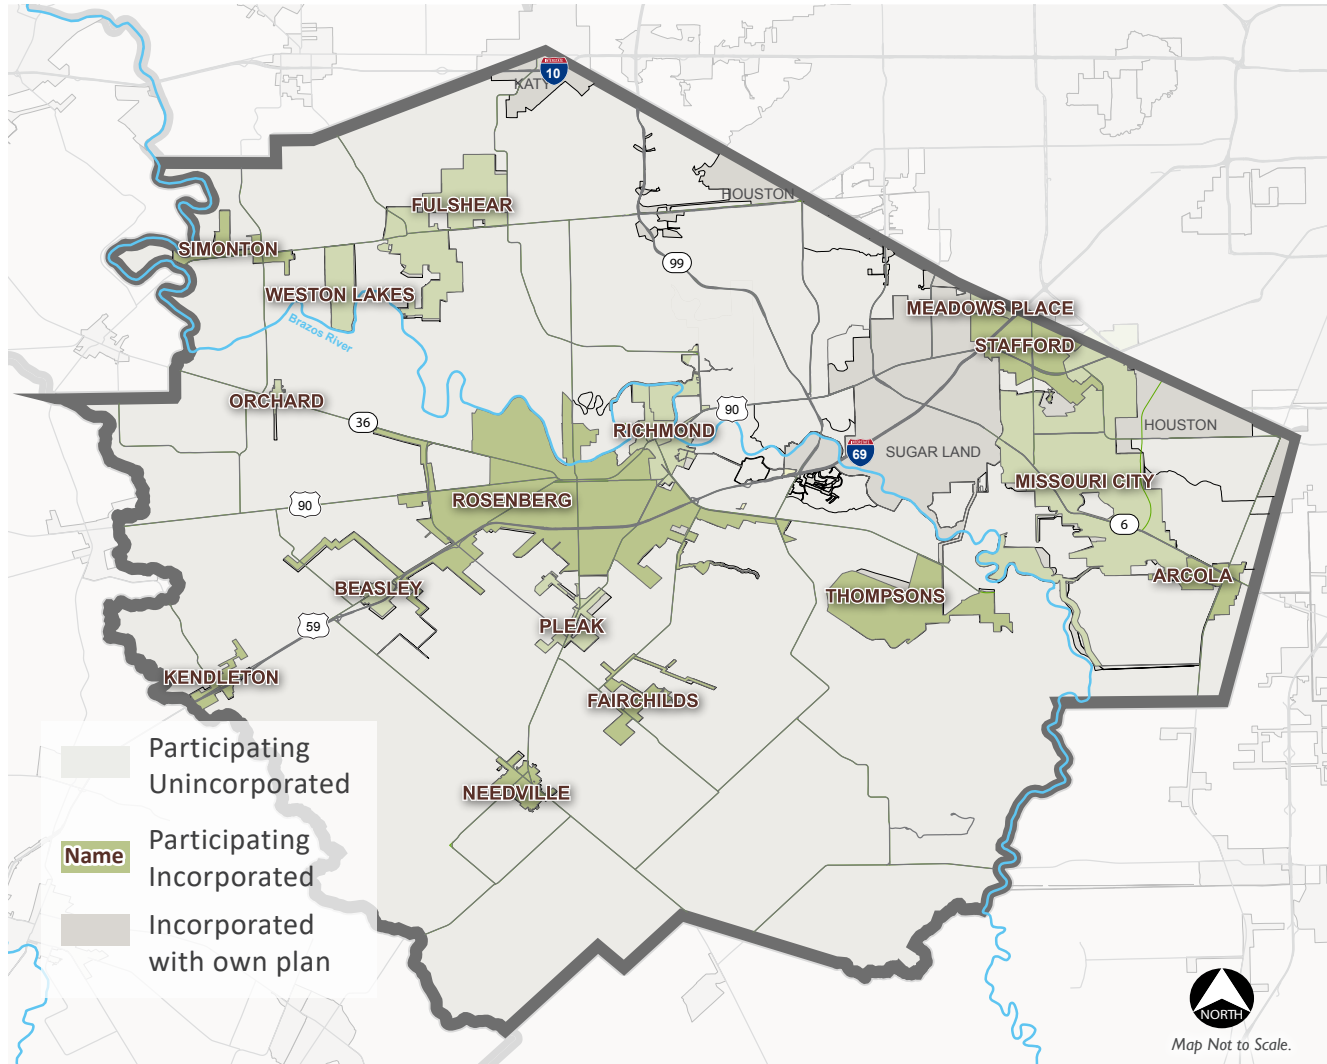 10
KATY
HOUSTON
FULSHEAR
SIMONTON
99
WESTON LAKES
MEADOWS PLACE
Brazos River
STAFFORD
ORCHARD
90
36
RICHMOND
HOUSTON
69
SUGAR LAND
MISSOURI CITY
ROSENBERG
90
6
ARCOLA
BEASLEY
THOMPSONS
59
PLEAK
KENDLETON
FAIRCHILDS
NEEDVILLE
Participating
Unincorporated
Name
Participating
Incorporated
Incorporated
with own plan
NORTH
Map Not to Scale.